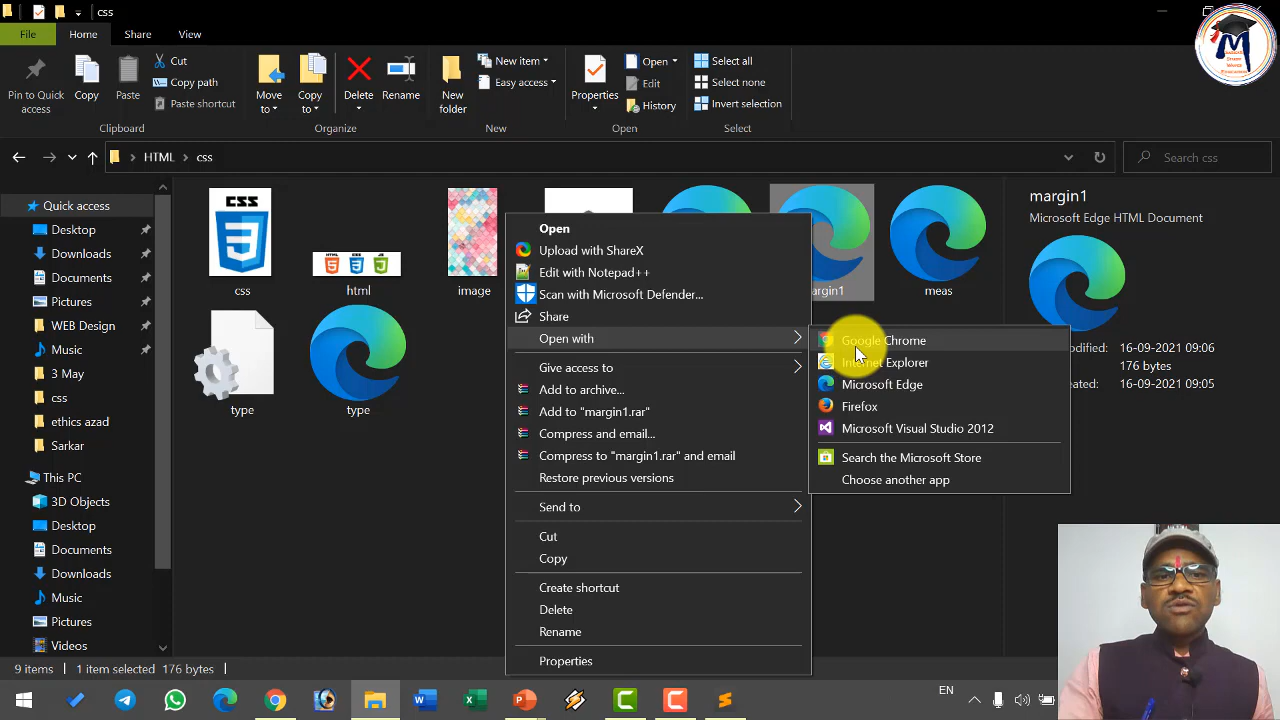 css
File
Home
Share
View
Pin to Quick access
Copy
Paste
Cut
Copy path
Paste shortcut
Clipboard
Move to
Copy to
Delete
Rename
Organize
New folder
New item
Easy access
New
Properties
Open
Edit
History
Open
Select all
Select none
Invert selection
Select
HTML
css
Search css
Quick access
Desktop
Downloads
Documents
Pictures
WEB Design
Music
3 May
css
ethics azad
Sarkar
This PC
3D Objects
Desktop
Documents
Downloads
Music
Pictures
Videos
CSS
css
HTML CSS JS
html
image
margin1
meas
type
type
Open
Upload with ShareX
Edit with Notepad++
Scan with Microsoft Defender...
Share
Open with
Give access to
Add to archive...
Add to "margin1.rar"
Compress and email...
Compress to "margin1.rar" and email
Restore previous versions
Send to
Cut
Copy
Create shortcut
Delete
Rename
Properties
Google Chrome
Internet Explorer
Microsoft Edge
Firefox
Microsoft Visual Studio 2012
Search the Microsoft Store
Choose another app
margin1
Microsoft Edge HTML Document
16-09-2021 09:06
176 bytes
16-09-2021 09:05
9 items
1 item selected 176 bytes
EN